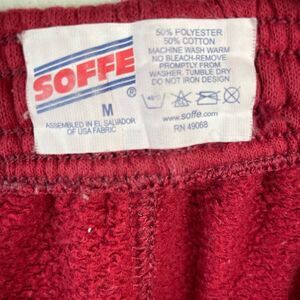 SOFFE
®
M
ASSEMBLED IN EL SALVADOR
OF USA FABRIC
50% POLYESTER
50% COTTON
MACHINE WASH WARM
NO BLEACH-REMOVE
PROMPTLY FROM
WASHER, TUMBLE DRY
DO NOT IRON DESIGN
www.soffe.com
RN 49068